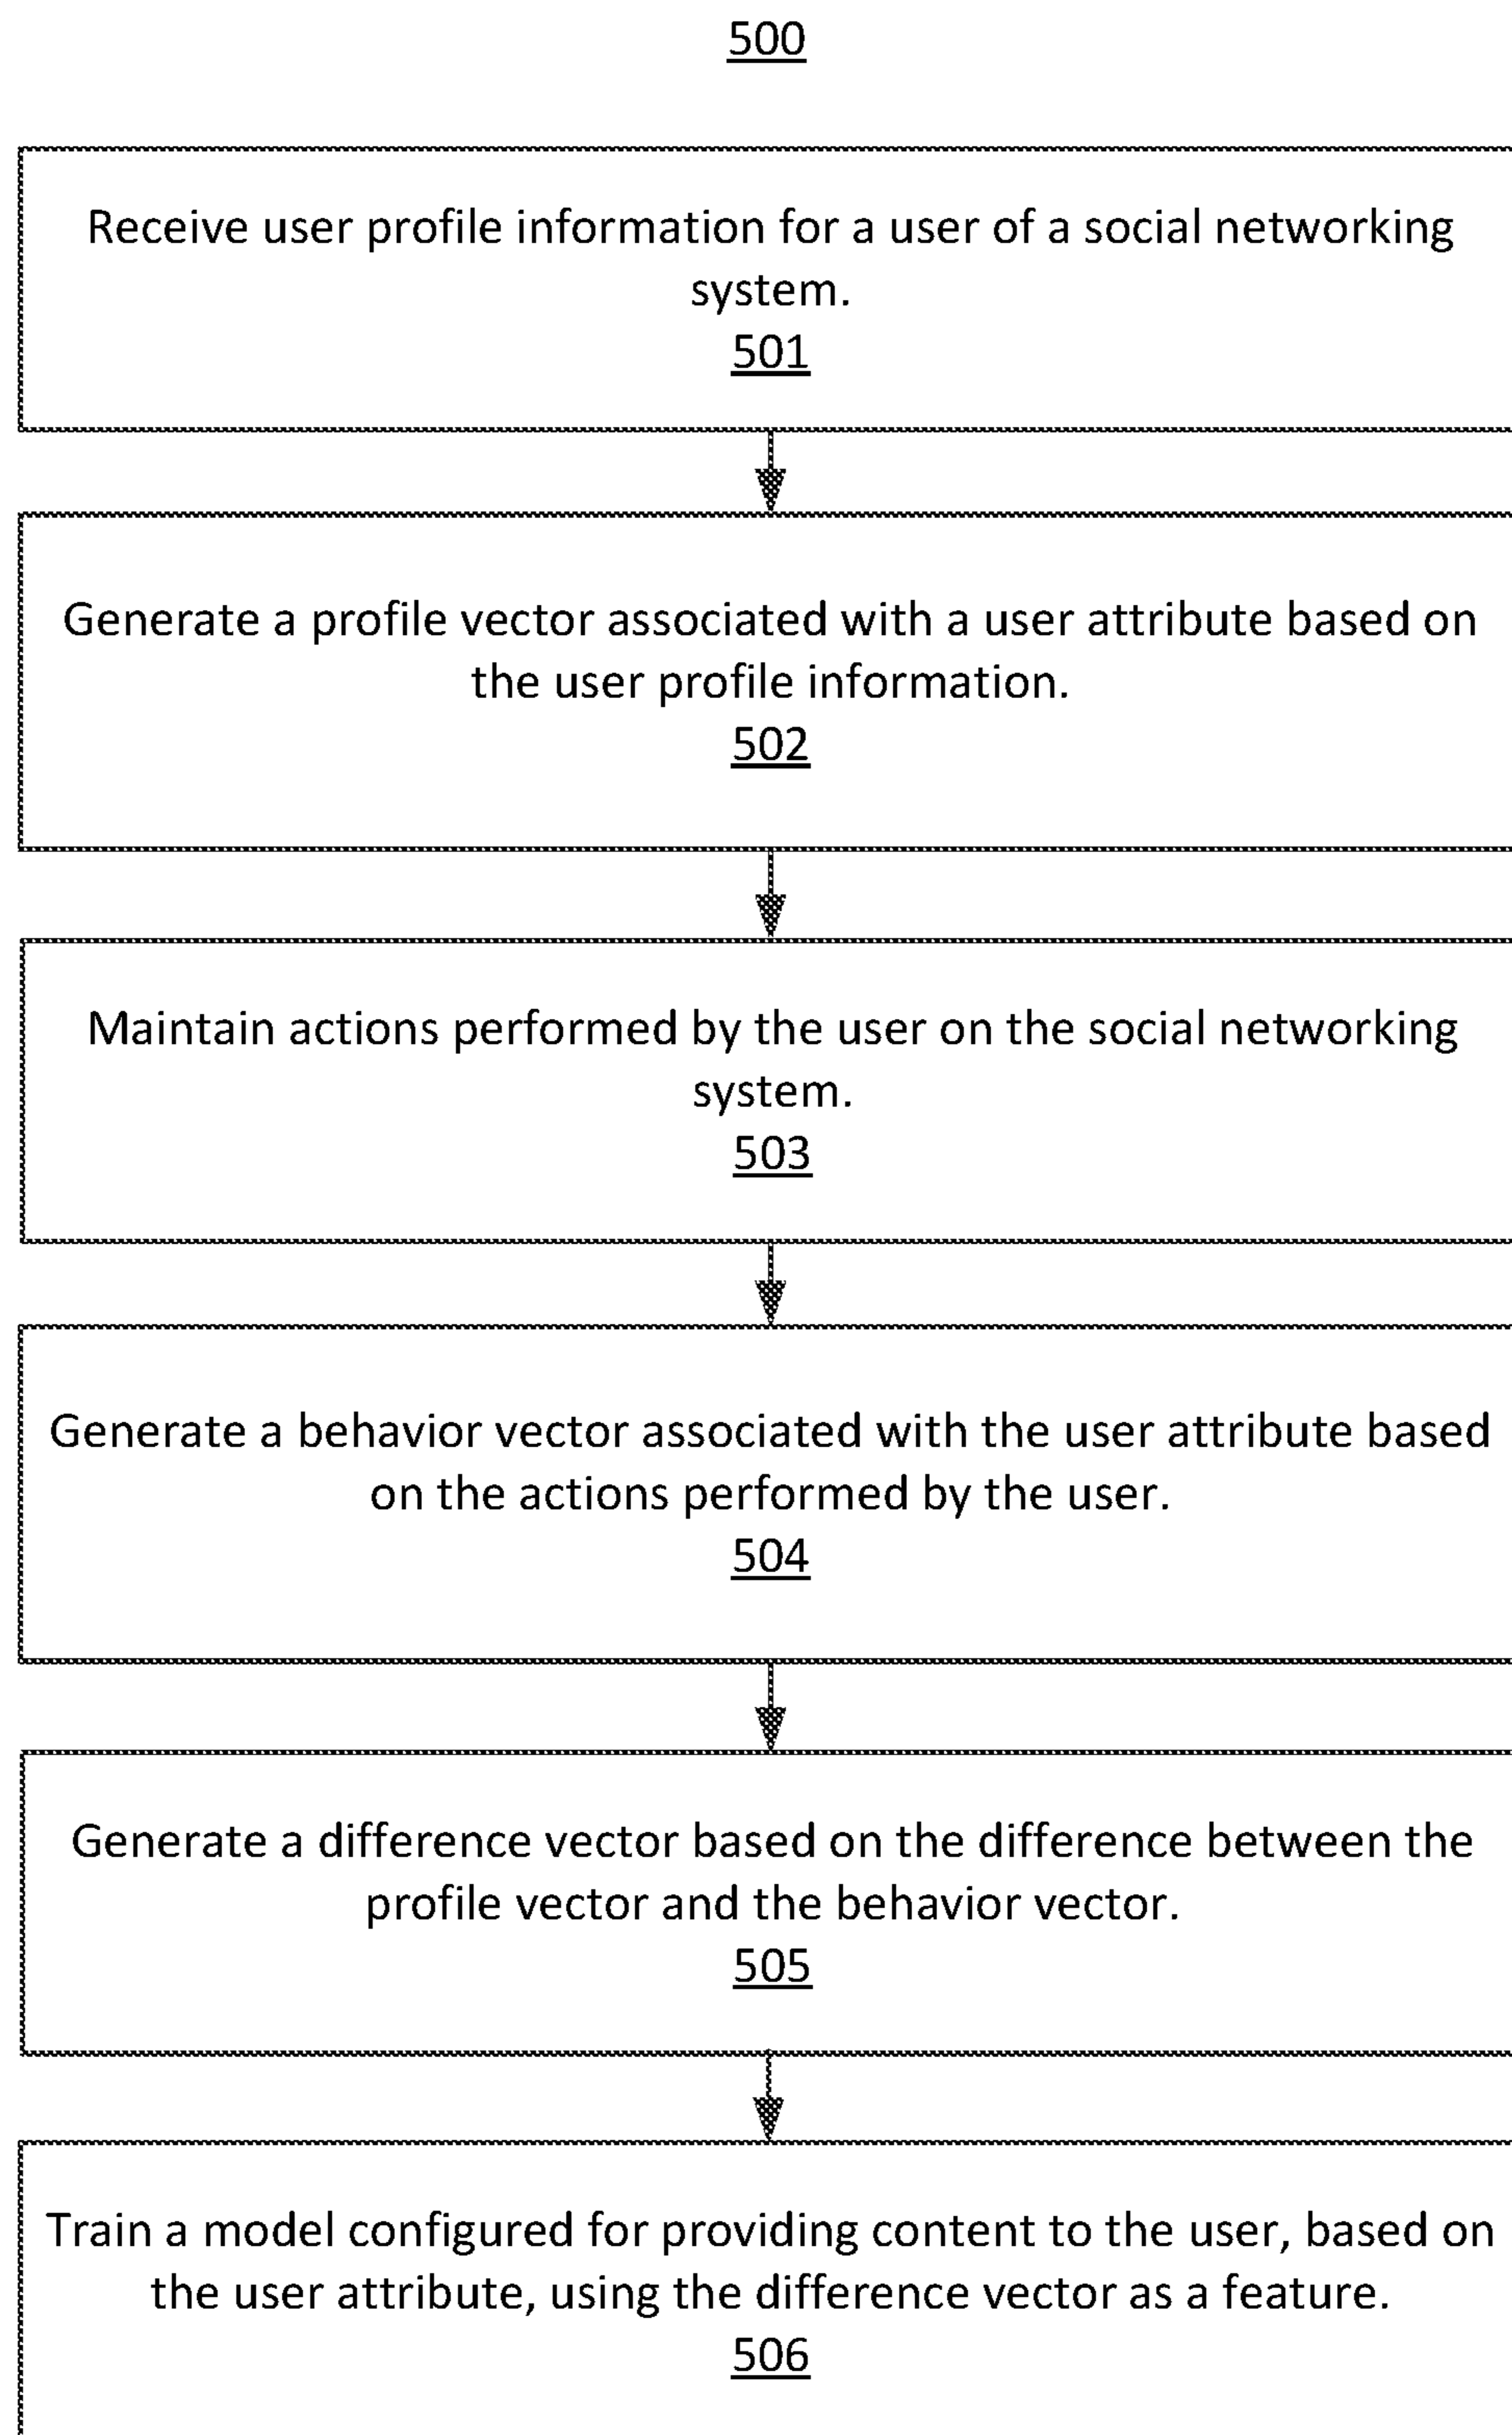 500
Receive user profile information for a user of a social networking
system.
501
Generate a profile vector associated with a user attribute based on
the user profile information.
502
Maintain actions performed by the user on the social networking
system.
503
Generate a behavior vector associated with the user attribute based
on the actions performed by the user.
504
Generate a difference vector based on the difference between the
profile vector and the behavior vector.
505
Train a model configured for providing content to the user, based on
the user attribute, using the difference vector as a feature.
506